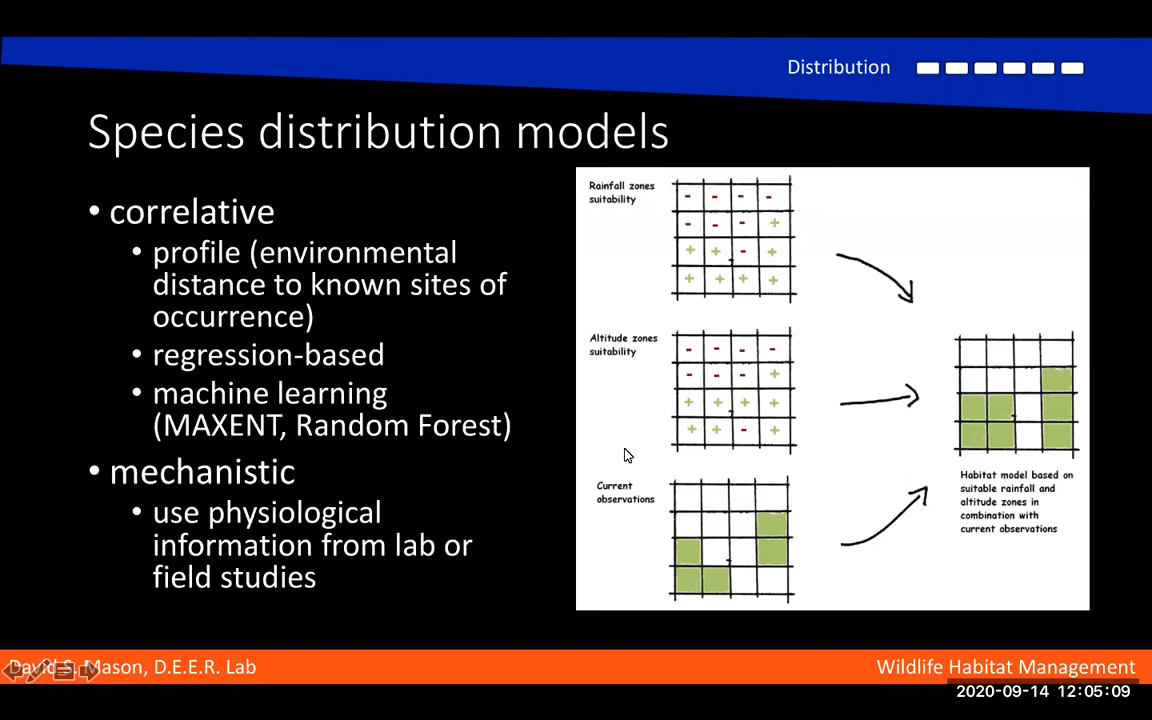 Distribution
Species distribution models
• correlative
• profile (environmental
distance to known sites of
occurrence)
• regression-based
• machine learning
(MAXENT, Random Forest)
• mechanistic
• use physiological
information from lab or
field studies
Rainfall zones
suitability
- - - -
- - - +
+ + - +
+ + + +
Altitude zones
suitability
- - - -
- - - +
+ + + +
+ + - +
Current
observations
Habitat model based on
suitable rainfall and
altitude zones in
combination with
current observations
David S. Mason, D.E.E.R. Lab
Wildlife Habitat Management
2020-09-14 12:05:09